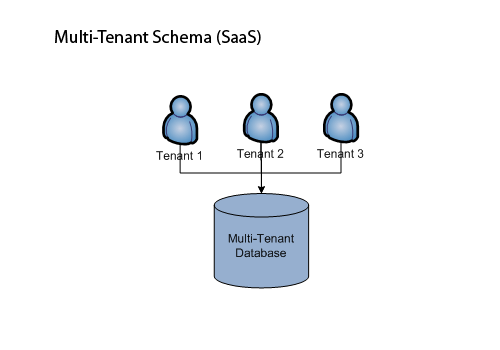 Multi-Tenant Schema (SaaS)
Tenant 1
Tenant 2
Tenant 3
Multi-Tenant
Database